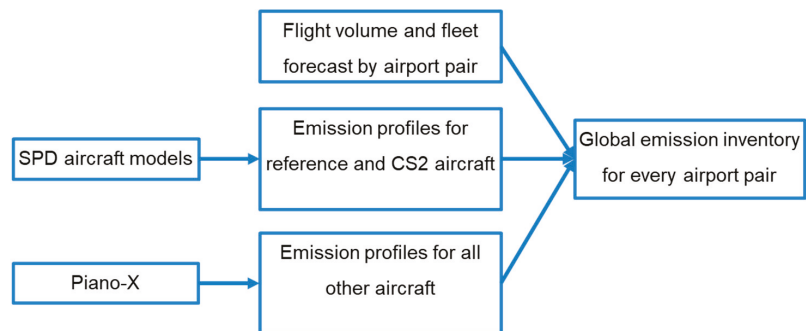 Flight volume and fleet
forecast by airport pair
SPD aircraft models
Emission profiles for
reference and CS2 aircraft
Global emission inventory
for every airport pair
Piano-X
Emission profiles for all
other aircraft